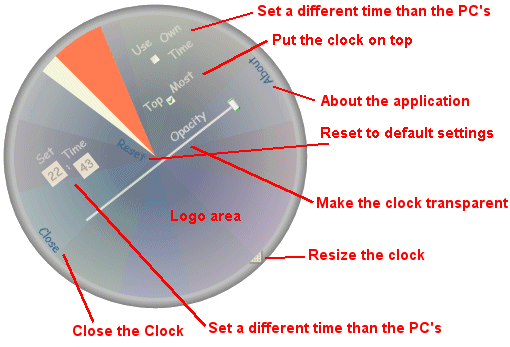 Set a different time than the PC's
Use Own
Time
Put the clock on top
Top Most
About
About the application
Reset to default settings
Opacity
Set Time
22 : 43
Reset
Make the clock transparent
Logo area
Close
Resize the clock
Close the Clock
Set a different time than the PC's